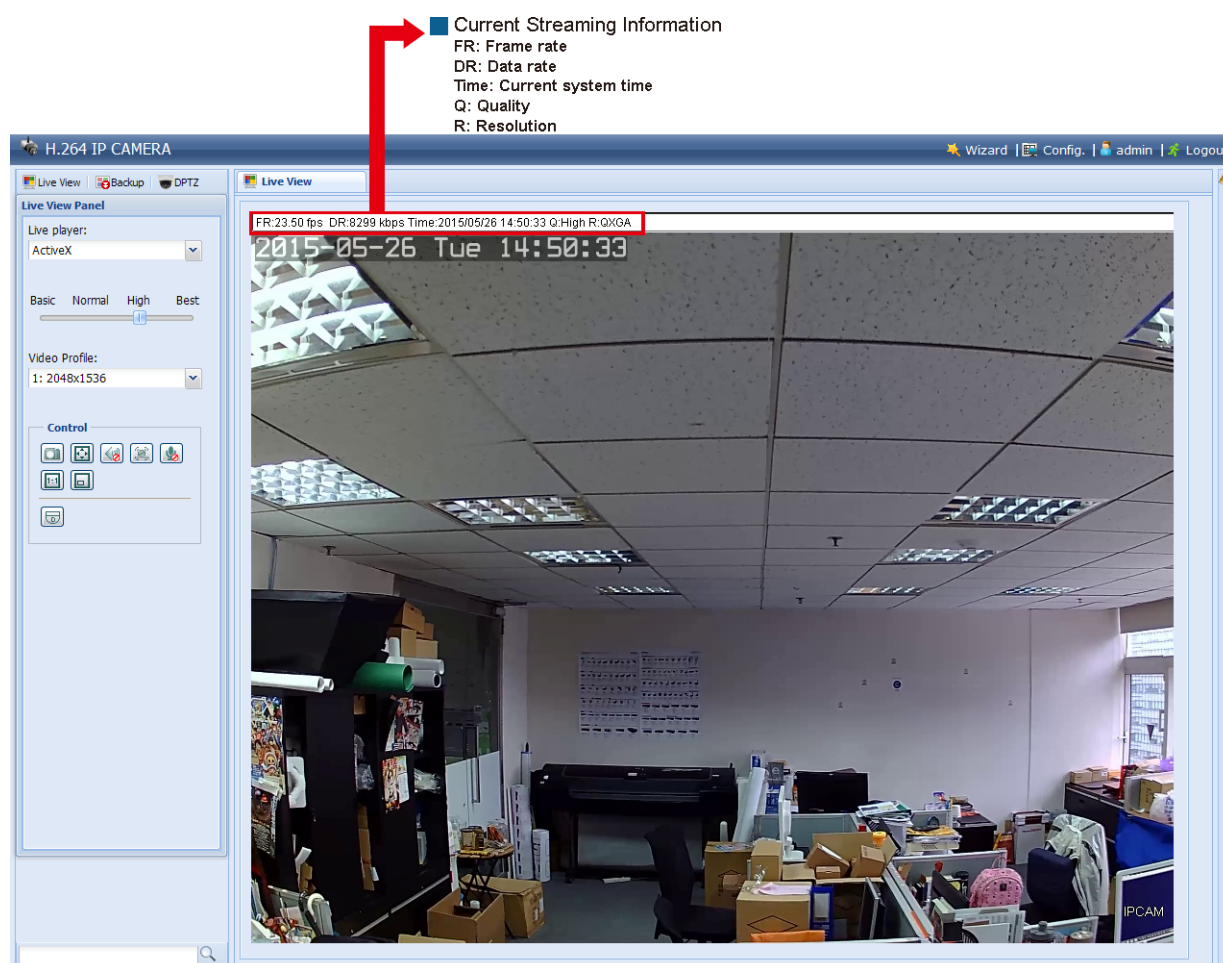 Current Streaming Information
FR: Frame rate
DR: Data rate
Time: Current system time
Q: Quality
R: Resolution
H.264 IP CAMERA
Wizard | Config. | admin | Logou
Live View | Backup | DPTZ
Live View
Live View Panel
FR:23.50 fps DR:8299 kbps Time:2015/05/26 14:50:33 Q:High R:QXGA
2015-05-26 Tue 14:50:33
Live player:
ActiveX
Basic Normal High Best
Video Profile:
1: 2048x1536
Control
1:1
IPCAM